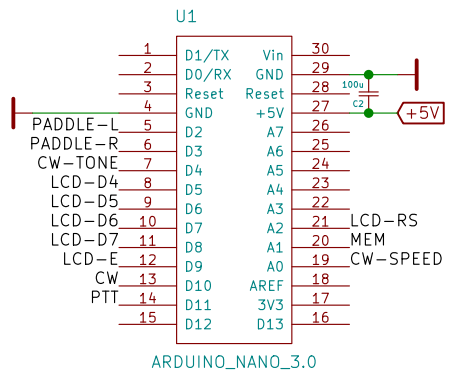 U1
1 D1/TX Vin 30
2 D0/RX GND 29
3 Reset Reset 28
4 GND +5V 27
PADDLE-L 5 D2 A7 26
PADDLE-R 6 D3 A6 25
CW-TONE 7 D4 A5 24
LCD-D4 8 D5 A4 23
LCD-D5 9 D6 A3 22
LCD-D6 10 D7 A2 21 LCD-RS
LCD-D7 11 D8 A1 20 MEM
LCD-E 12 D9 A0 19 CW-SPEED
CW 13 D10 AREF 18
PTT 14 D11 3V3 17
15 D12 D13 16
100u
C2
+5V
ARDUINO_NANO_3.0